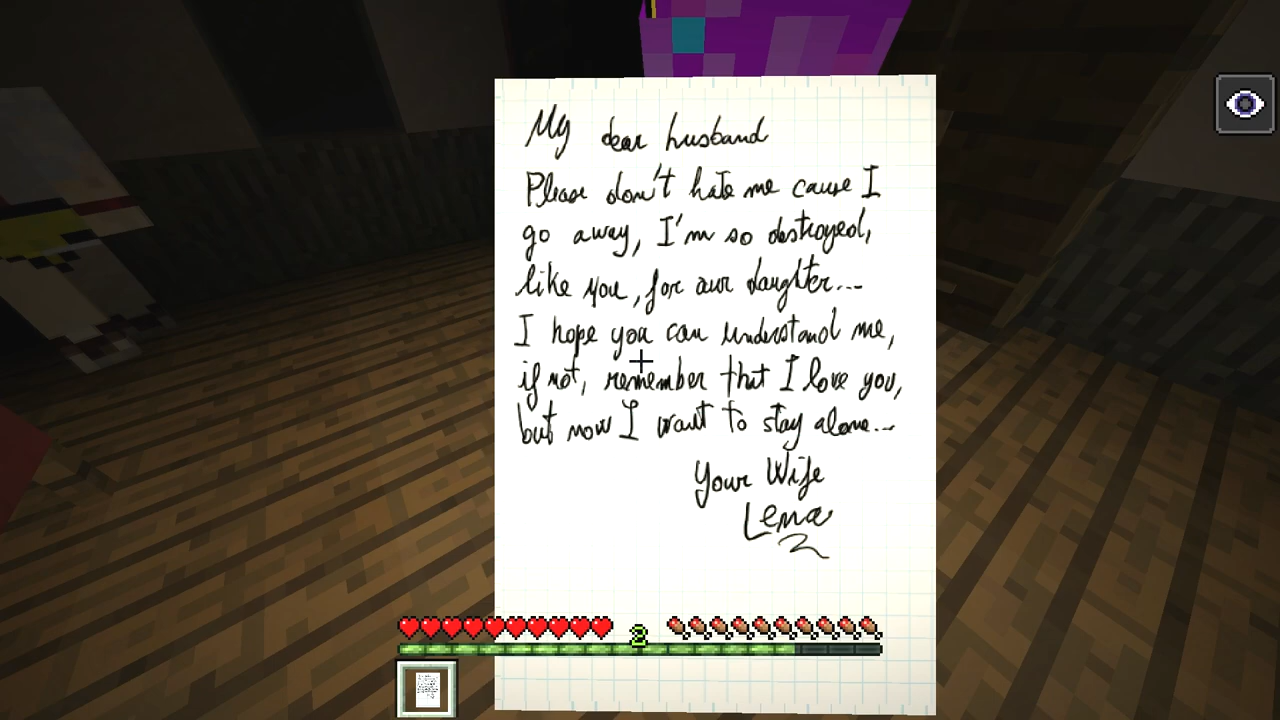 My dear husband
Please don't hate me cause I
go away, I'm so destroyed,
like you, for our daughter...
I hope you can understand me,
if not, remember that I love you,
but now I want to stay alone...
Your Wife
Lena